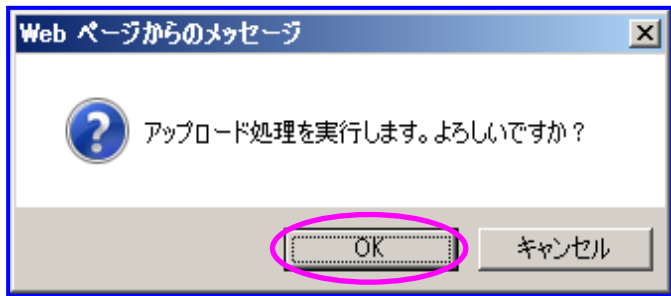 Web ページからのメッセージ
アップロード処理を実行します。よろしいですか？
OK
キャンセル